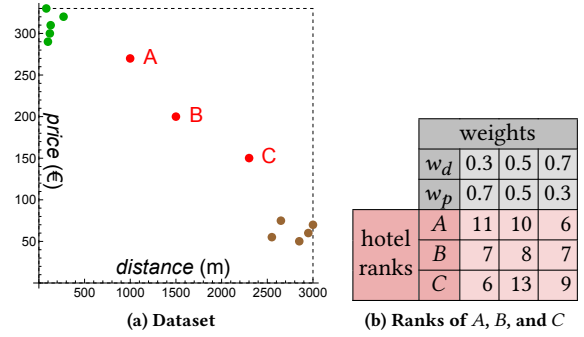 300
250
200
150
100
50
price (€)
A
B
C
distance (m)
500 1000 1500 2000 2500 3000
(a) Dataset
weights
w_d 0.3 0.5 0.7
w_p 0.7 0.5 0.3
hotel ranks
A 11 10 6
B 7 8 7
C 6 13 9
(b) Ranks of A, B, and C